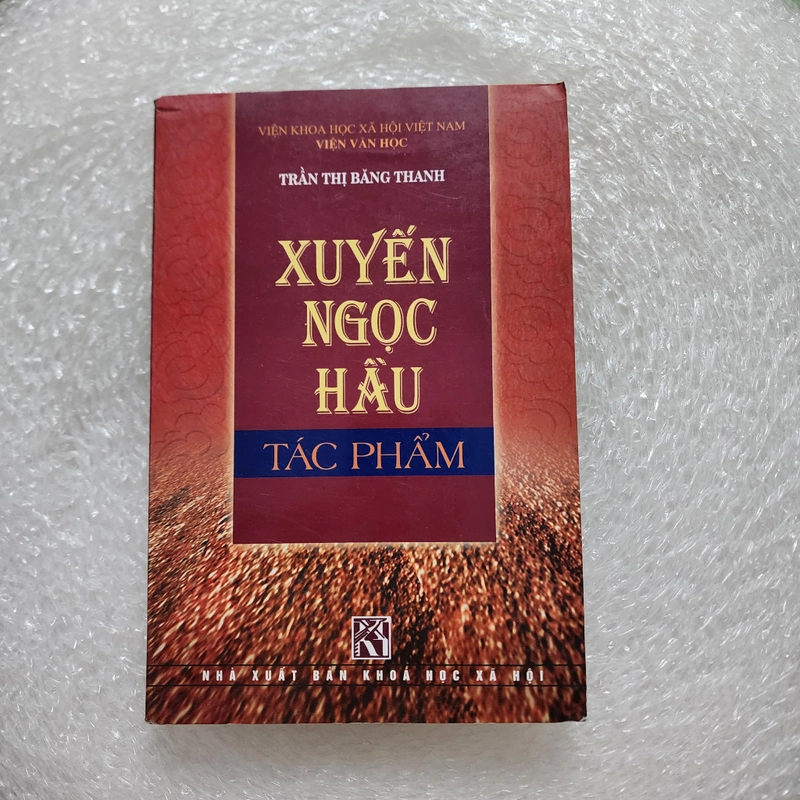 VIỆN KHOA HỌC XÃ HỘI VIỆT NAM
VIỆN VĂN HỌC
TRẦN THỊ BĂNG THANH
XUYẾN
NGỌC
HẦU
TÁC PHẨM
NHÀ XUẤT BẢN KHOA HỌC XÃ HỘI